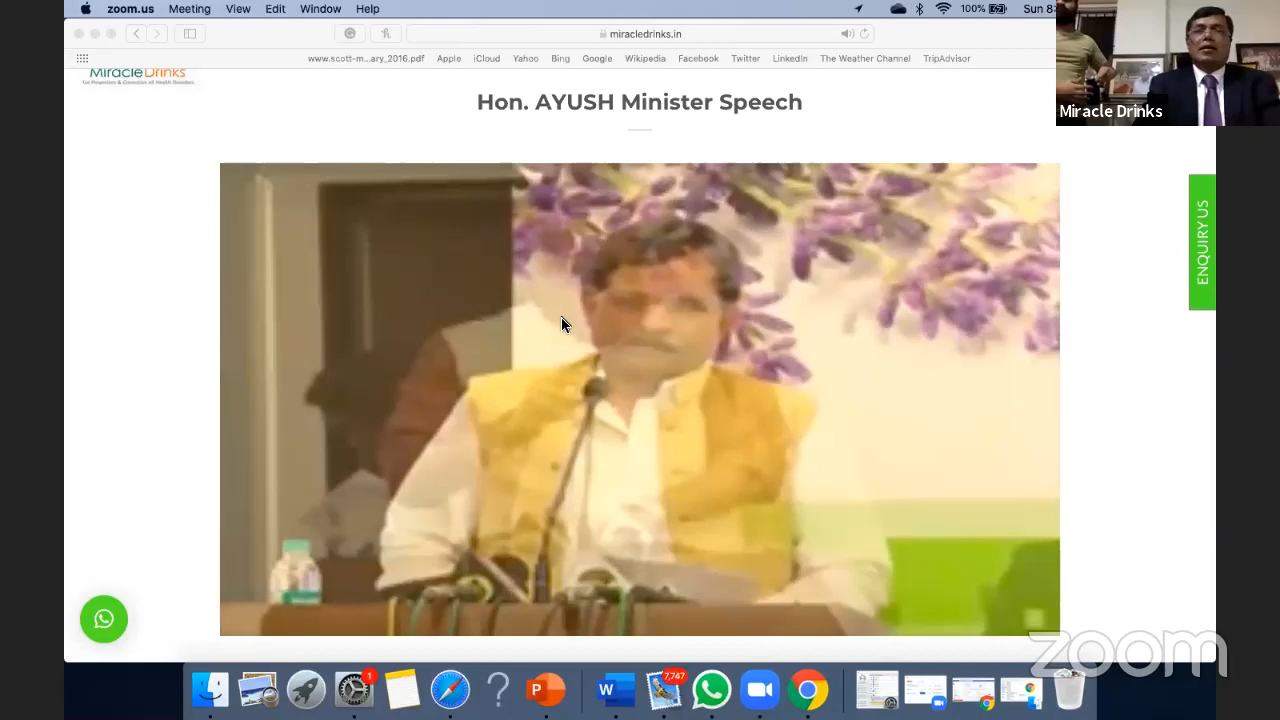 zoom.us Meeting View Edit Window Help 100% Sun 8:
miracledrinks.in
www.scott-m...ary_2016.pdf Apple iCloud Yahoo Bing Google Wikipedia Facebook Twitter LinkedIn The Weather Channel TripAdvisor
MiracleDrinks
Hon. AYUSH Minister Speech
Miracle Drinks
ENQUIRY US
zoom
1
7,747
P
W